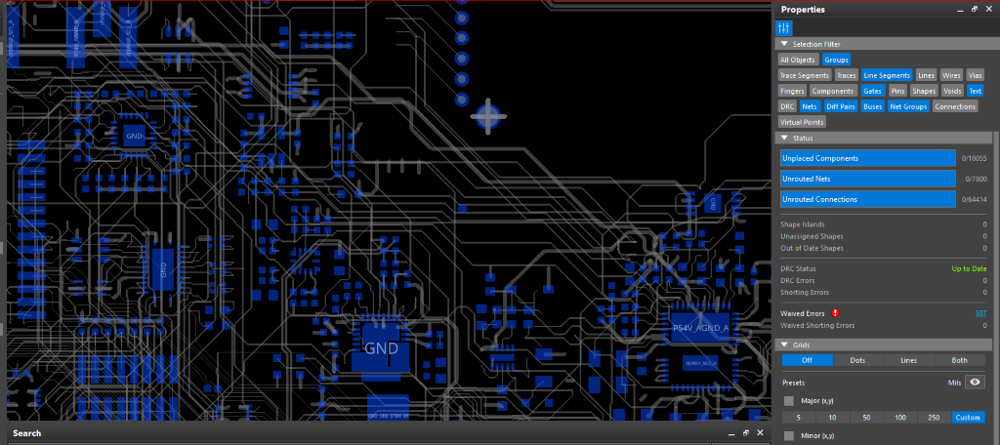 Properties
Selection Filter
All Objects Groups
Trace Segments Traces Line Segments Lines Wires Vias
Fingers Components Gates Pins Shapes Voids Text
DRC Nets Diff Pairs Buses Net Groups Connections
Virtual Points
Status
Unplaced Components 0/10055
Unrouted Nets 0/7800
Unrouted Connections 0/64414
Shape Islands 0
Unassigned Shapes 0
Out of Date Shapes 0
DRC Status Up to Date
DRC Errors 0
Shorting Errors 0
Waived Errors
Waived Shorting Errors 0
Grids
Off Dots Lines Both
Presets Mils
Major (x,y)
5 10 50 100 250 Custom
Minor (x,y)
GND
GND
GND
GND
P54V_AGND_A
Search